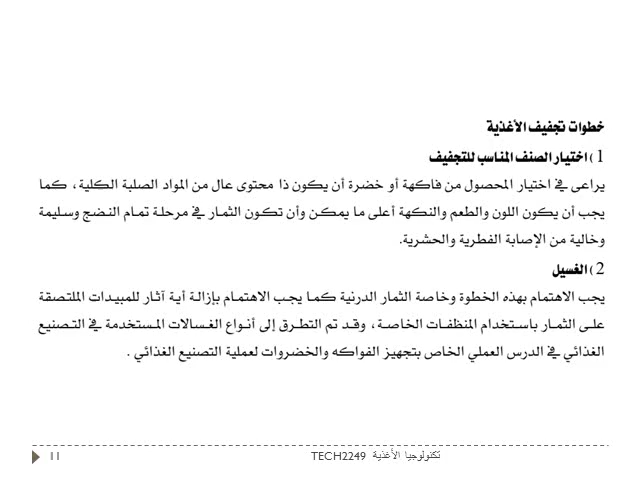 خطوات تجفيف الأغذية
1) اختيار الصنف المناسب للتجفيف
يراعى في اختيار المحصول من فاكهة أو خضرة أن يكون ذا محتوى عال من المواد الصلبة الكلية، كما
يجب أن يكون اللون والطعم والنكهة أعلى ما يمكن وأن تكون الثمار في مرحلة تمام النضج وسليمة
وخالية من الإصابة الفطرية والحشرية.
2) الغسيل
يجب الاهتمام بهذه الخطوة وخاصة الثمار الدرنية كما يجب الاهتمام بإزالة أية آثار للمبيدات الملتصقة
على الثمار باستخدام المنظفات الخاصة، وقد تم التطرق إلى أنواع الغسالات المستخدمة في التصنيع
الغذائي في الدرس العملي الخاص بتجهيز الفواكه والخضروات لعملية التصنيع الغذائي .
تكنولوجيا الأغذية TECH2249
11